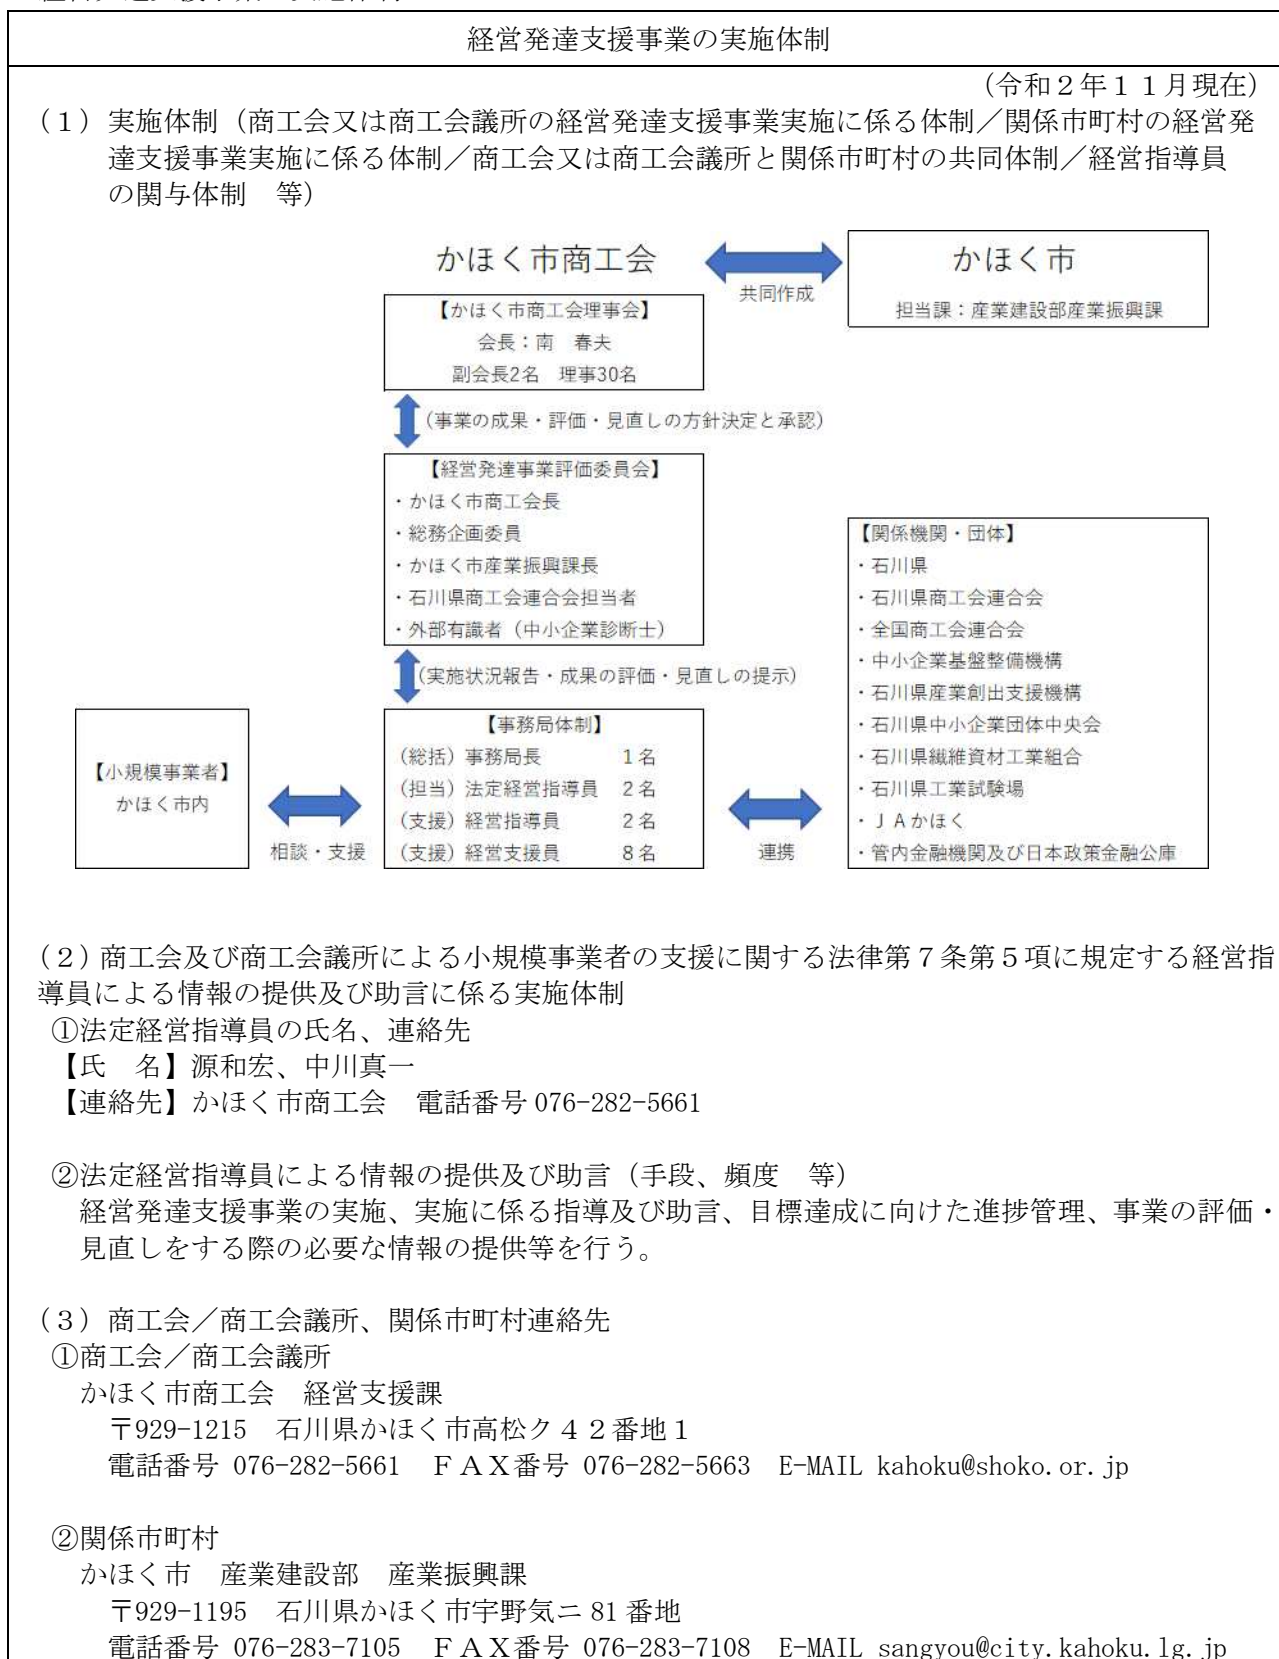 経営発達支援事業の実施体制
(令和2年11月現在)
(1) 実施体制(商工会又は商工会議所の経営発達支援事業実施に係る体制/関係市町村の経営発
達支援事業実施に係る体制/商工会又は商工会議所と関係市町村の共同体制/経営指導員
の関与体制 等)
かほく市商工会
共同作成
かほく市
担当課:産業建設部産業振興課
【かほく市商工会理事会】
会長:南 春夫
副会長2名 理事30名
(事業の成果・評価・見直しの方針決定と承認)
【経営発達事業評価委員会】
・かほく市商工会長
・総務企画委員
・かほく市産業振興課長
・石川県商工会連合会担当者
・外部有識者(中小企業診断士)
(実施状況報告・成果の評価・見直しの提示)
【小規模事業者】
かほく市内
相談・支援
【事務局体制】
(総括)事務局長 1名
(担当)法定経営指導員 2名
(支援)経営指導員 2名
(支援)経営支援員 8名
連携
【関係機関・団体】
・石川県
・石川県商工会連合会
・全国商工会連合会
・中小企業基盤整備機構
・石川県産業創出支援機構
・石川県中小企業団体中央会
・石川県繊維資材工業組合
・石川県工業試験場
・JAかほく
・管内金融機関及び日本政策金融公庫
(2)商工会及び商工会議所による小規模事業者の支援に関する法律第7条第5項に規定する経営指
導員による情報の提供及び助言に係る実施体制
①法定経営指導員の氏名、連絡先
【氏 名】源和宏、中川真一
【連絡先】かほく市商工会 電話番号 076-282-5661
②法定経営指導員による情報の提供及び助言(手段、頻度 等)
経営発達支援事業の実施、実施に係る指導及び助言、目標達成に向けた進捗管理、事業の評価・
見直しをする際の必要な情報の提供等を行う。
(3) 商工会/商工会議所、関係市町村連絡先
①商工会/商工会議所
かほく市商工会 経営支援課
〒929-1215 石川県かほく市高松ク42番地1
電話番号 076-282-5661 FAX番号 076-282-5663 E-MAIL kahoku@shoko.or.jp
②関係市町村
かほく市 産業建設部 産業振興課
〒929-1195 石川県かほく市宇野気ニ 81 番地
電話番号 076-283-7105 FAX番号 076-283-7108 E-MAIL sangyou@city.kahoku.lg.jp